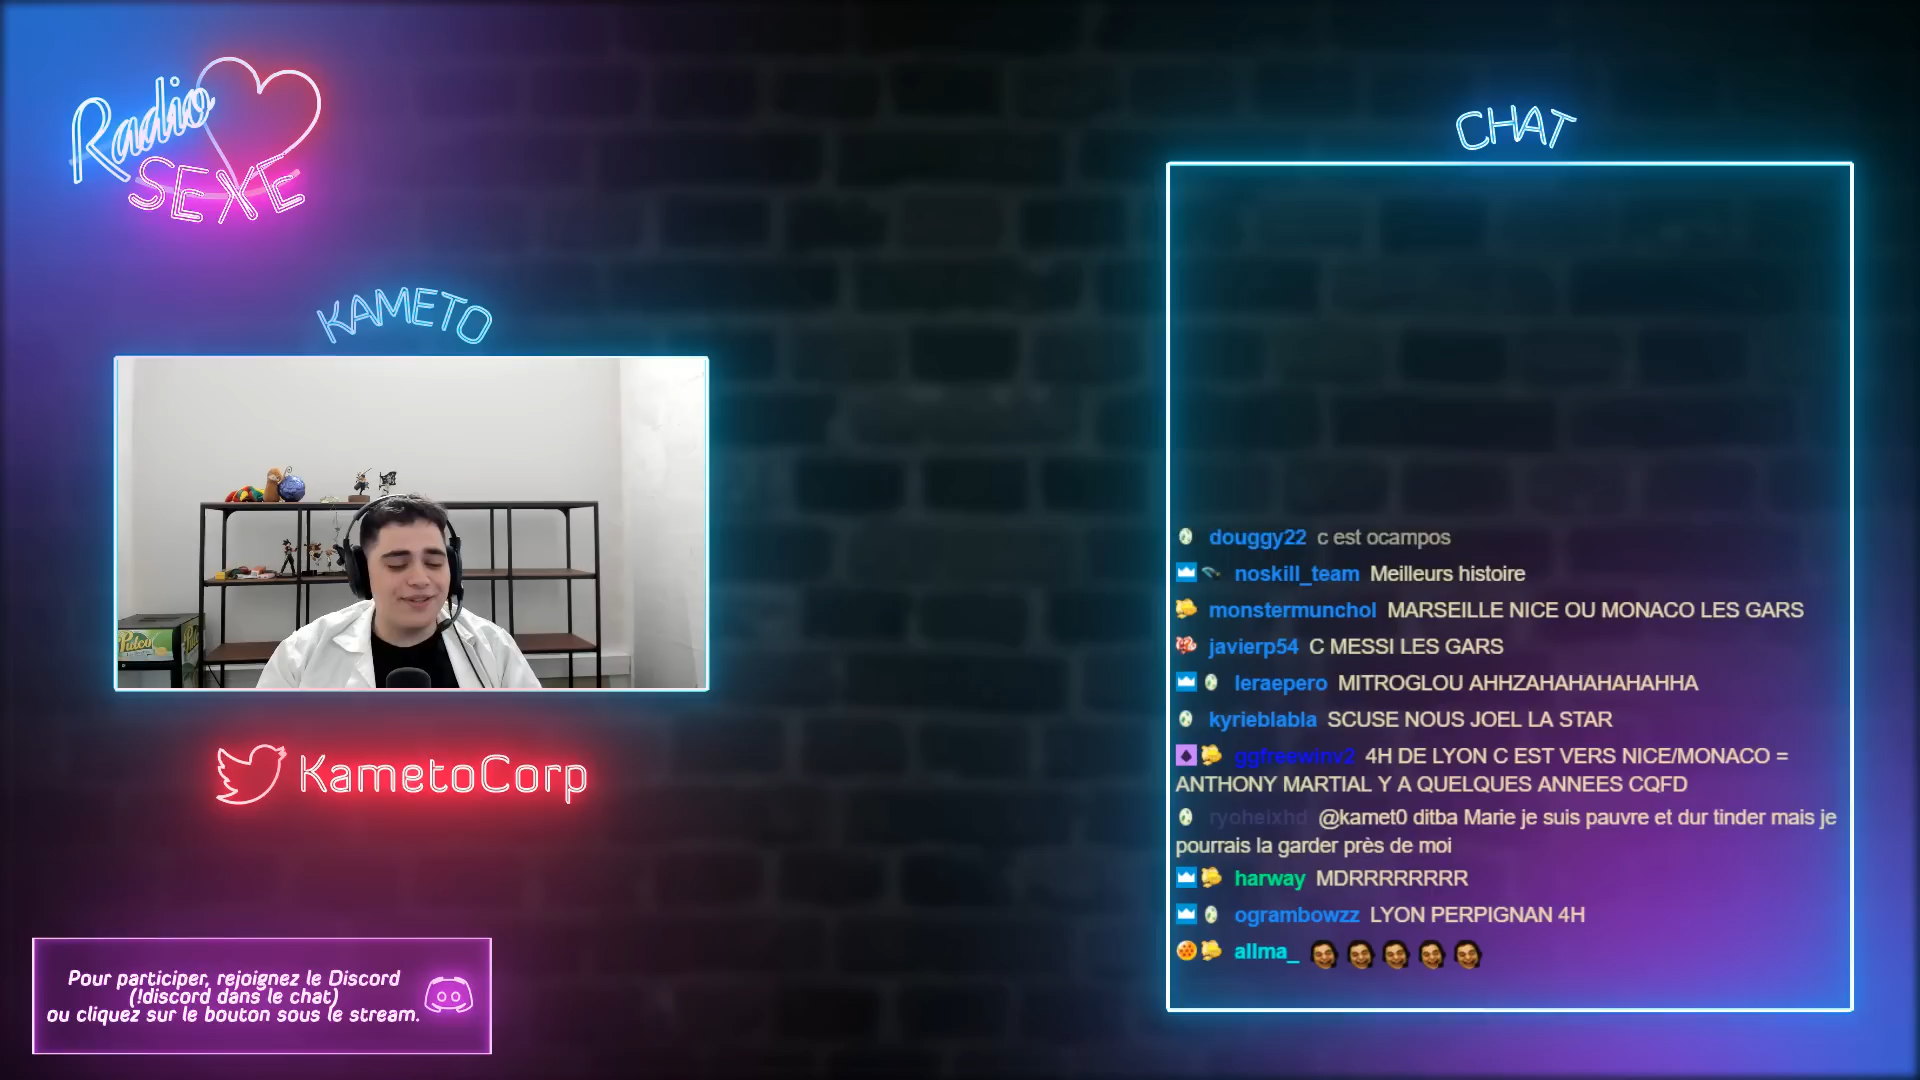 Radio
SEXE
KAMETO
Pulco
KametoCorp
Pour participer, rejoignez le Discord
(!discord dans le chat)
ou cliquez sur le bouton sous le stream.
CHAT
douggy22 c est ocampos
noskill_team Meilleurs histoire
monstermunchol MARSEILLE NICE OU MONACO LES GARS
javierp54 C MESSI LES GARS
leraepero MITROGLOU AHHZAHAHAHAHAHHA
kyrieblabla SCUSE NOUS JOEL LA STAR
ggfreewinv2 4H DE LYON C EST VERS NICE/MONACO =
ANTHONY MARTIAL Y A QUELQUES ANNEES CQFD
ryoheixhd @kamet0 ditba Marie je suis pauvre et dur tinder mais je
pourrais la garder près de moi
harway MDRRRRRRRR
ogrambowzz LYON PERPIGNAN 4H
allma_